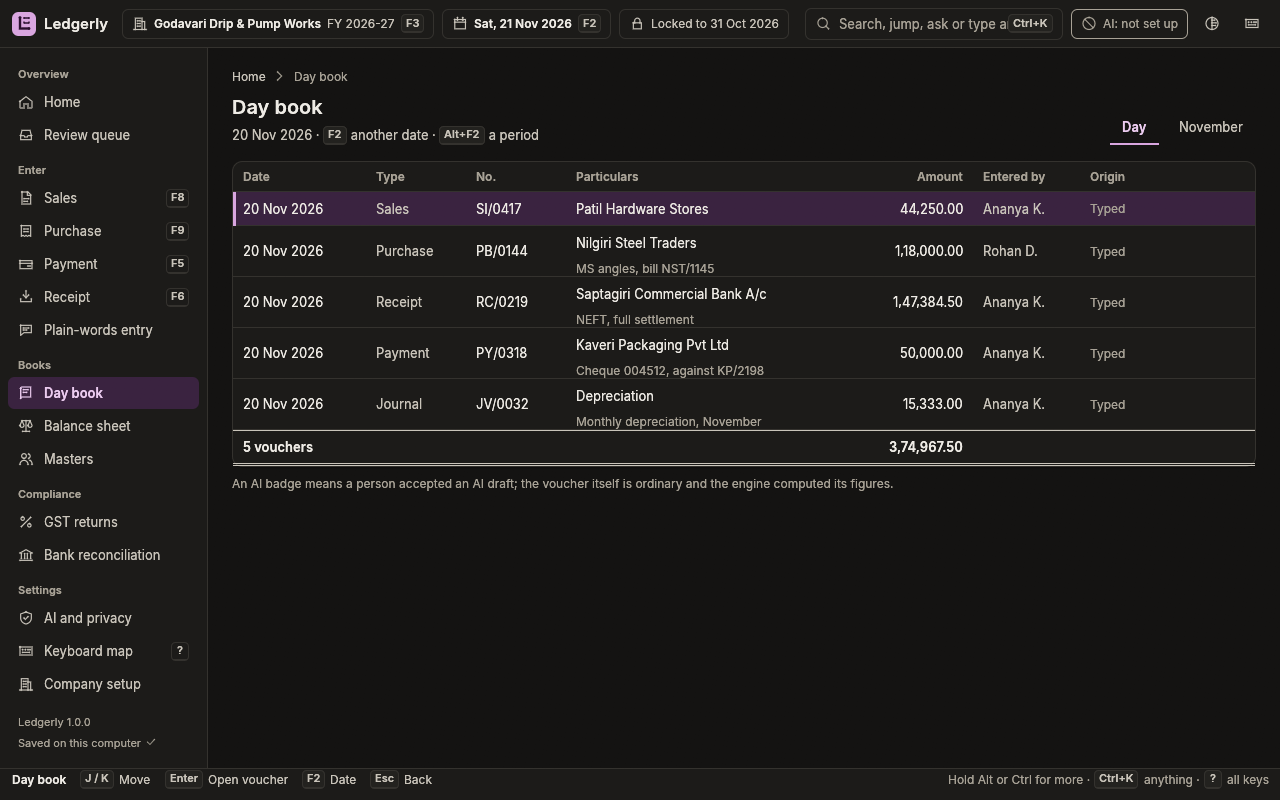 Ledgerly
Godavari Drip & Pump Works FY 2026-27 F3
Sat, 21 Nov 2026 F2
Locked to 31 Oct 2026
Search, jump, ask or type a Ctrl+K
AI: not set up
Overview
Home
Review queue
Enter
Sales F8
Purchase F9
Payment F5
Receipt F6
Plain-words entry
Books
Day book
Balance sheet
Masters
Compliance
GST returns
Bank reconciliation
Settings
AI and privacy
Keyboard map ?
Company setup
Ledgerly 1.0.0
Saved on this computer
Home Day book
Day book
20 Nov 2026 · F2 another date · Alt+F2 a period
Day November
Date Type No. Particulars Amount Entered by Origin
20 Nov 2026 Sales SI/0417 Patil Hardware Stores 44,250.00 Ananya K. Typed
20 Nov 2026 Purchase PB/0144 Nilgiri Steel Traders 1,18,000.00 Rohan D. Typed
MS angles, bill NST/1145
20 Nov 2026 Receipt RC/0219 Saptagiri Commercial Bank A/c 1,47,384.50 Ananya K. Typed
NEFT, full settlement
20 Nov 2026 Payment PY/0318 Kaveri Packaging Pvt Ltd 50,000.00 Ananya K. Typed
Cheque 004512, against KP/2198
20 Nov 2026 Journal JV/0032 Depreciation 15,333.00 Ananya K. Typed
Monthly depreciation, November
5 vouchers 3,74,967.50
An AI badge means a person accepted an AI draft; the voucher itself is ordinary and the engine computed its figures.
Day book J / K Move Enter Open voucher F2 Date Esc Back
Hold Alt or Ctrl for more · Ctrl+K anything · ? all keys